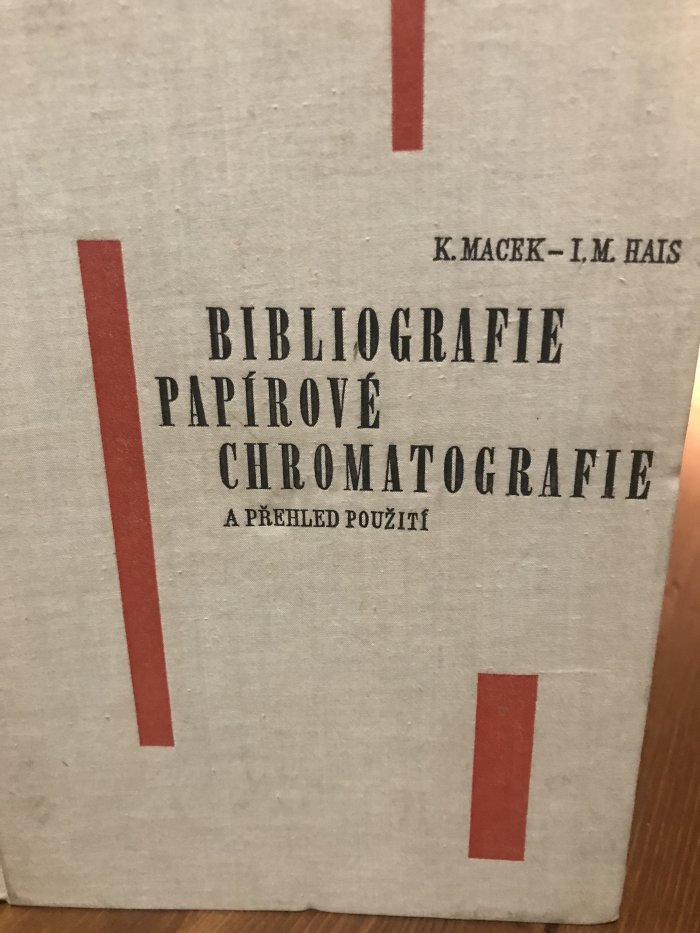 K. MACEK – I. M. HAIS
BIBLIOGRAFIE
PAPÍROVÉ
CHROMATOGRAFIE
A PŘEHLED POUŽITÍ